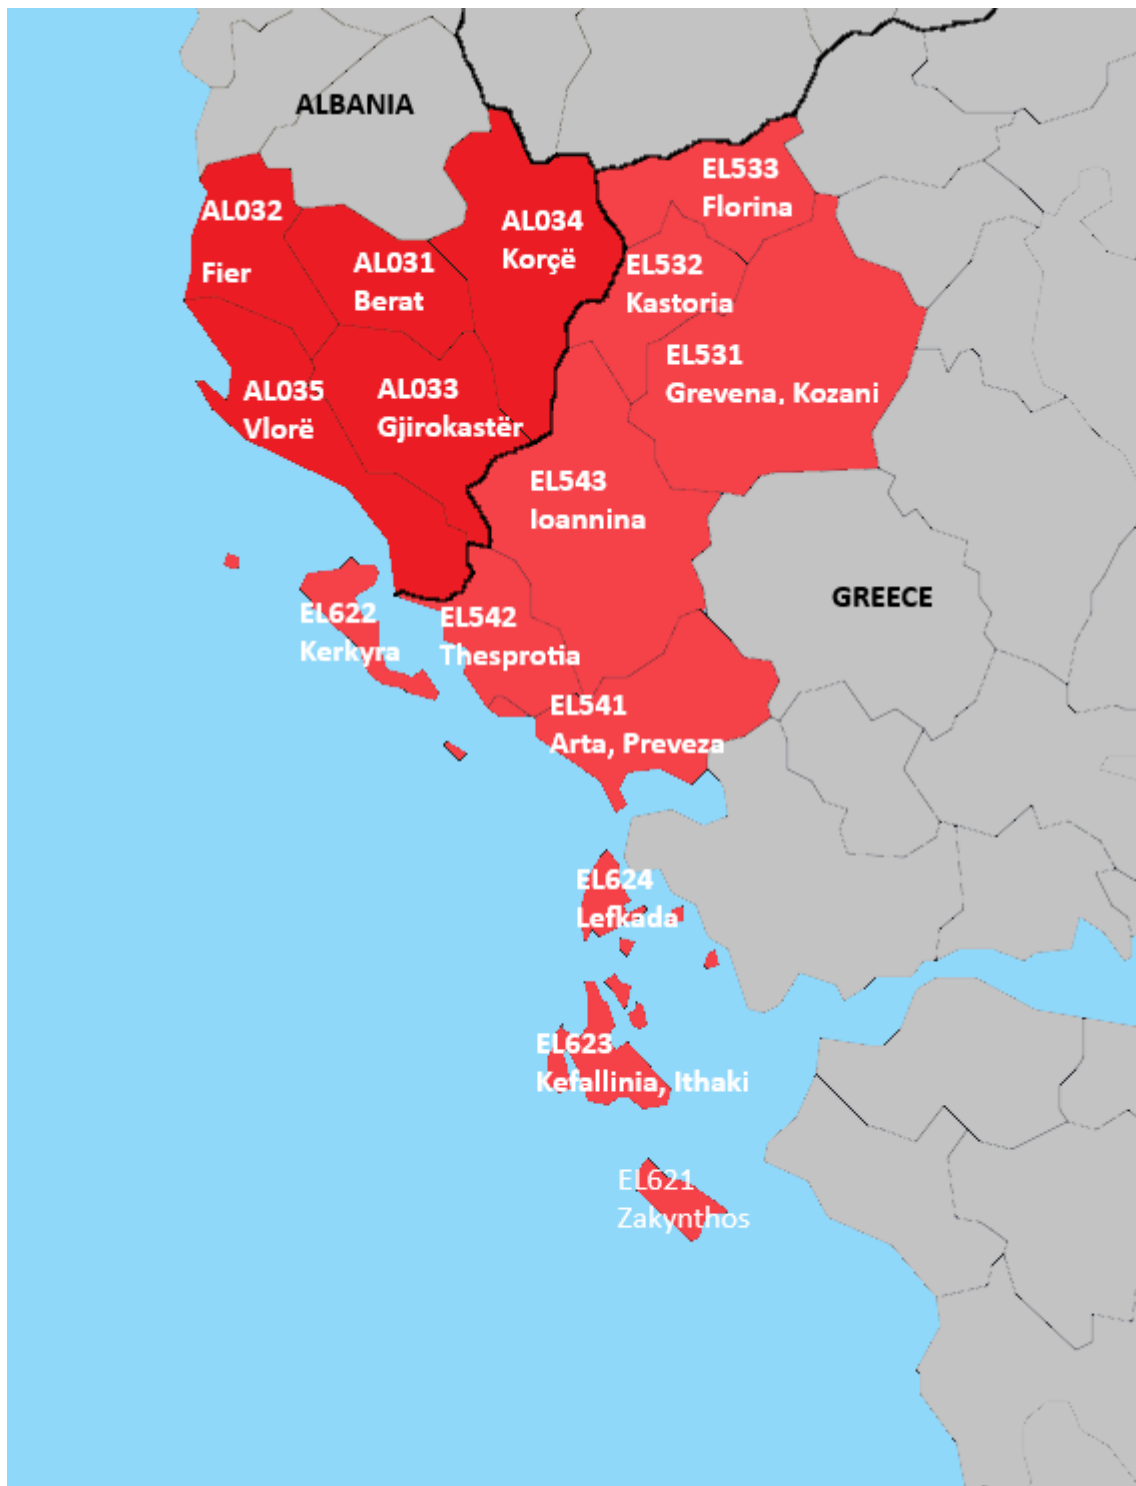 ALBANIA
EL533
Florina
AL032
Fier
AL034
Korçë
AL031
Berat
EL532
Kastoria
EL531
Grevena, Kozani
AL035
Vlorë
AL033
Gjirokastër
EL543
Ioannina
GREECE
EL622
Kerkyra
EL542
Thesprotia
EL541
Arta, Preveza
EL624
Lefkada
EL623
Kefallinia, Ithaki
EL621
Zakynthos